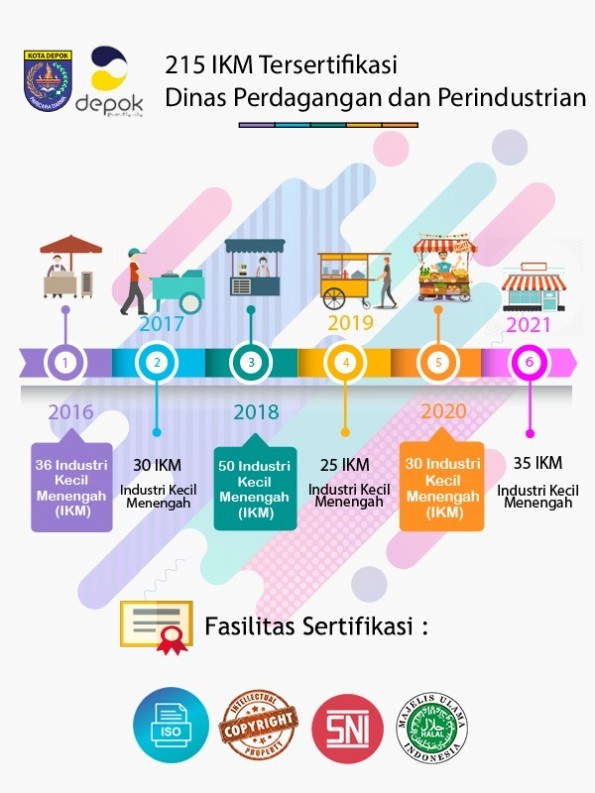 KOTA DEPOK
PARICARA DHARMA
depok
215 IKM Tersertifikasi
Dinas Perdagangan dan Perindustrian
2017
2019
2021
1
2
3
4
5
6
2016
2018
2020
36 Industri
Kecil
Menengah
(IKM)
30 IKM
Industri Kecil
Menengah
50 Industri
Kecil
Menengah
(IKM)
25 IKM
Industri Kecil
Menengah
30 Industri
Kecil
Menengah
(IKM)
35 IKM
Industri Kecil
Menengah
Fasilitas Sertifikasi :
ISO
INTELLECTUAL
COPYRIGHT
PROPERTY
SNI
MAJELIS ULAMA
حلال
HALAL
INDONESIA